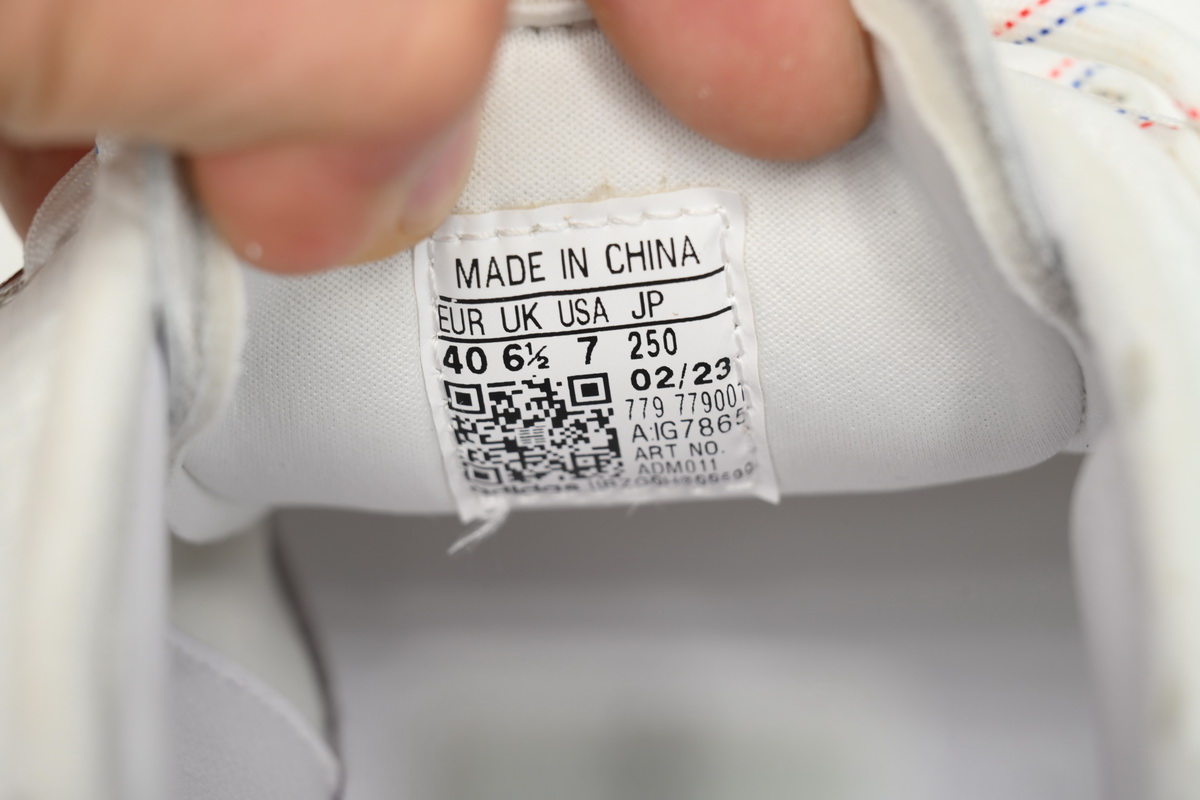 MADE IN CHINA
EUR UK USA JP
40 6½ 7 250
02/23
779 779001
A:IG7865
ART NO.
ADM011
adidas